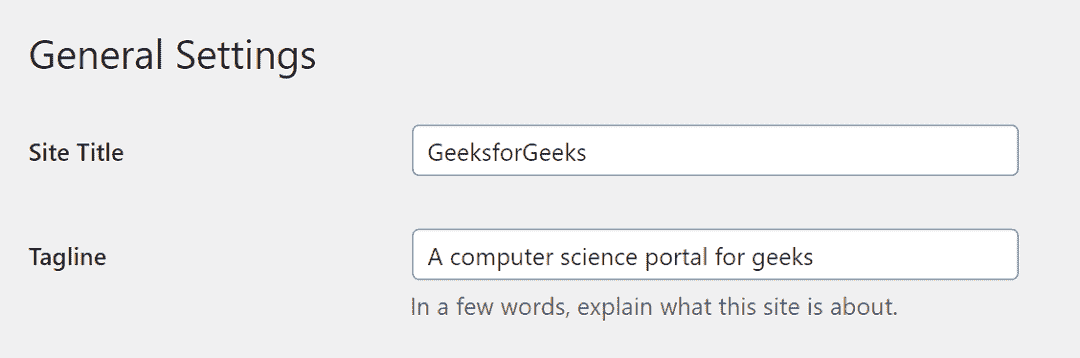 General Settings
Site Title
GeeksforGeeks
Tagline
A computer science portal for geeks
In a few words, explain what this site is about.